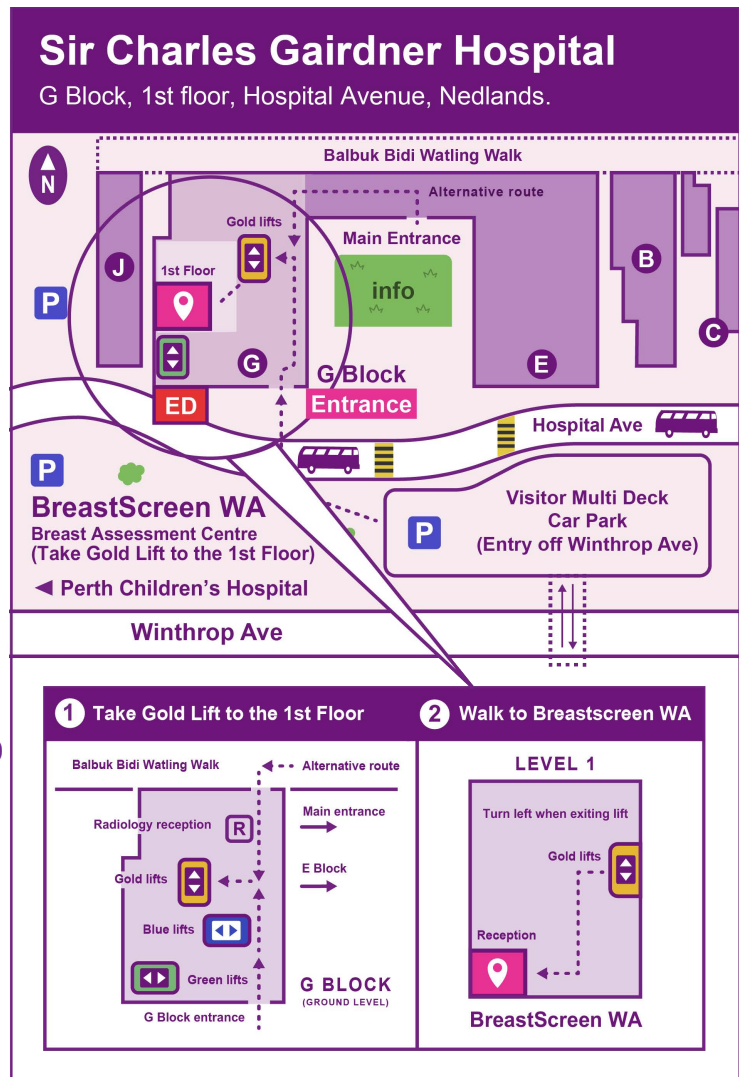 Sir Charles Gairdner Hospital
G Block, 1st floor, Hospital Avenue, Nedlands.
Balbuk Bidi Watling Walk
N
Alternative route
Gold lifts
Main Entrance
J
1st Floor
info
B
P
C
G
E
G Block
Entrance
ED
Hospital Ave
P
BreastScreen WA
Breast Assessment Centre
(Take Gold Lift to the 1st Floor)
Visitor Multi Deck
Car Park
(Entry off Winthrop Ave)
P
Perth Children's Hospital
Winthrop Ave
1 Take Gold Lift to the 1st Floor
Balbuk Bidi Watling Walk
Alternative route
Radiology reception
R
Main entrance
Gold lifts
E Block
Blue lifts
Green lifts
G BLOCK
(GROUND LEVEL)
G Block entrance
2 Walk to Breastscreen WA
LEVEL 1
Turn left when exiting lift
Gold lifts
Reception
BreastScreen WA